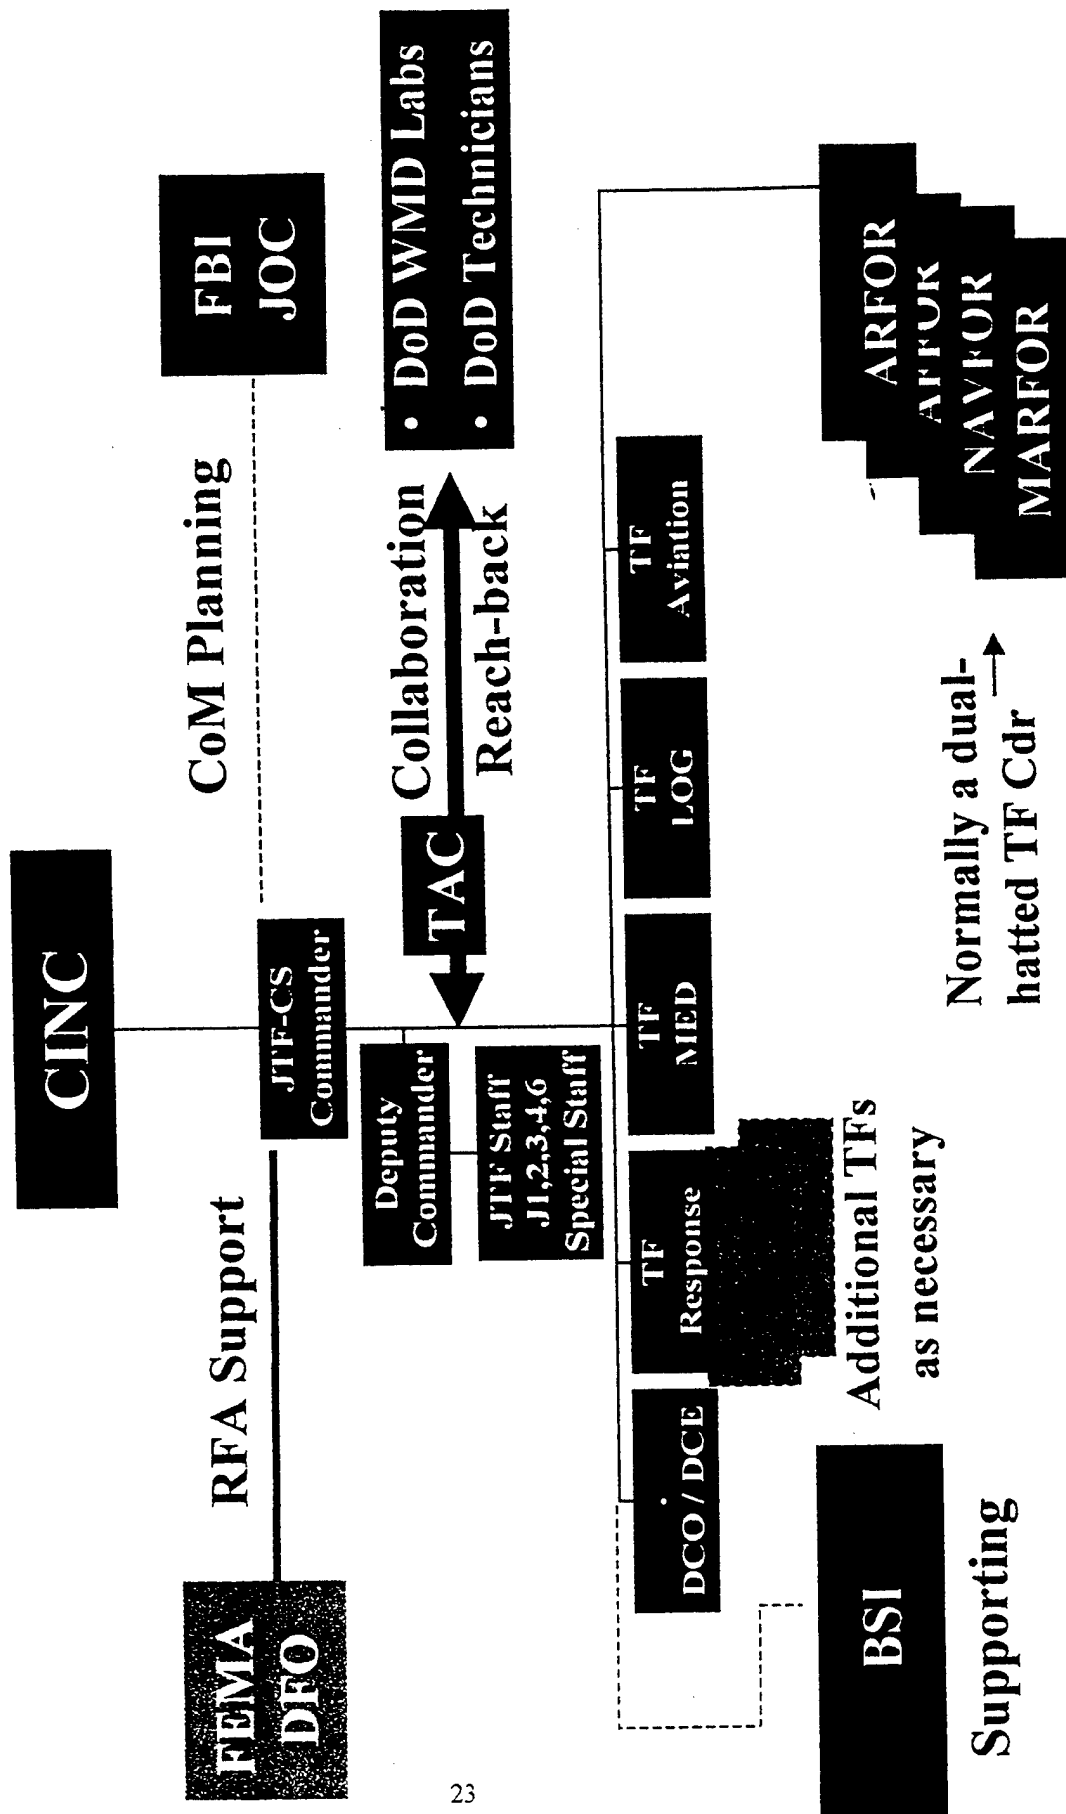 CINC
FEMA
DFO
RFA Support
JTF-CS
Commander
CoM Planning
FBI
JOC
Deputy
Commander
JTF Staff
J1,2,3,4,6
Special Staff
TAC
Collaboration
Reach-back
• DoD WMD Labs
• DoD Technicians
DCO / DCE
TF
Response
TF
MED
TF
LOG
TF
Aviation
Additional TFs
as necessary
BSI
Supporting
Normally a dual-
hatted TF Cdr
ARFOR
AFFOR
NAVFOR
MARFOR
23